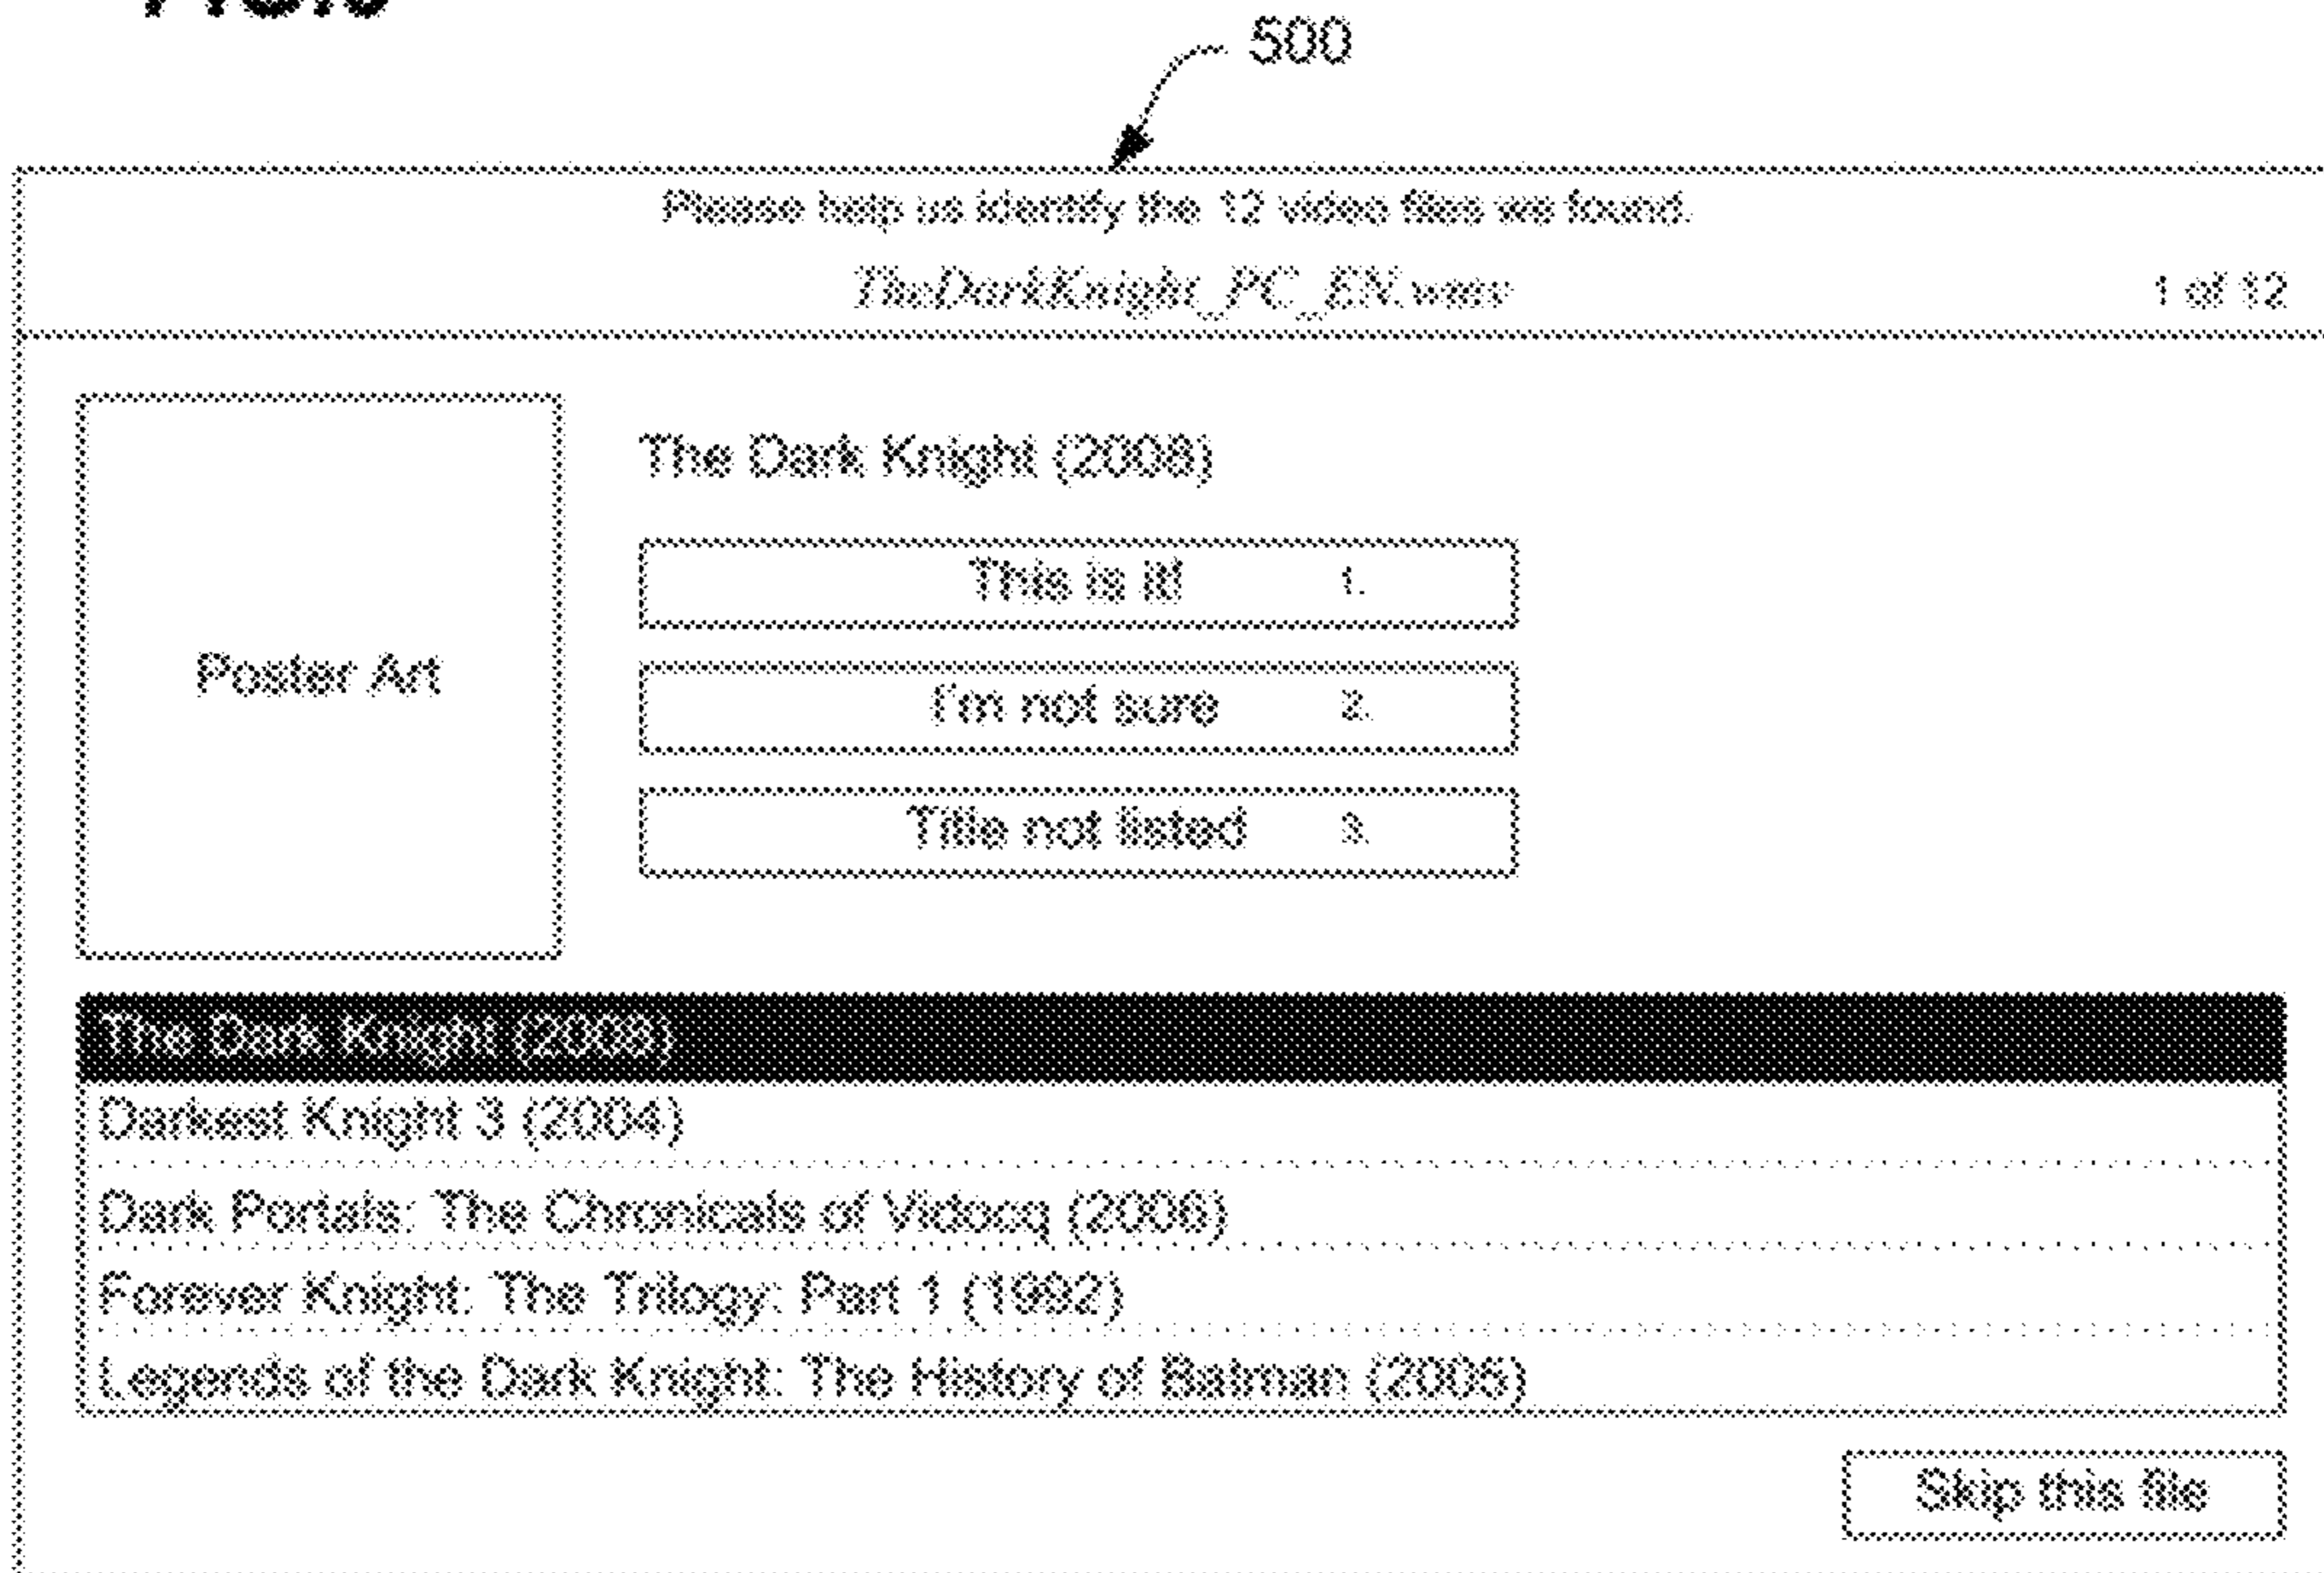 500
Please help us identify the 12 video files we found.
TheDarkKnight_PC_EN.wmv
1 of 12
The Dark Knight (2008)
This is it! 1.
I'm not sure 2.
Title not listed 3.
Poster Art
The Dark Knight (2008)
Darkest Knight 3 (2004)
Dark Portals: The Chronicals of Vidocq (2006)
Forever Knight: The Trilogy: Part 1 (1992)
Legends of the Dark Knight: The History of Batman (2005)
Skip this file